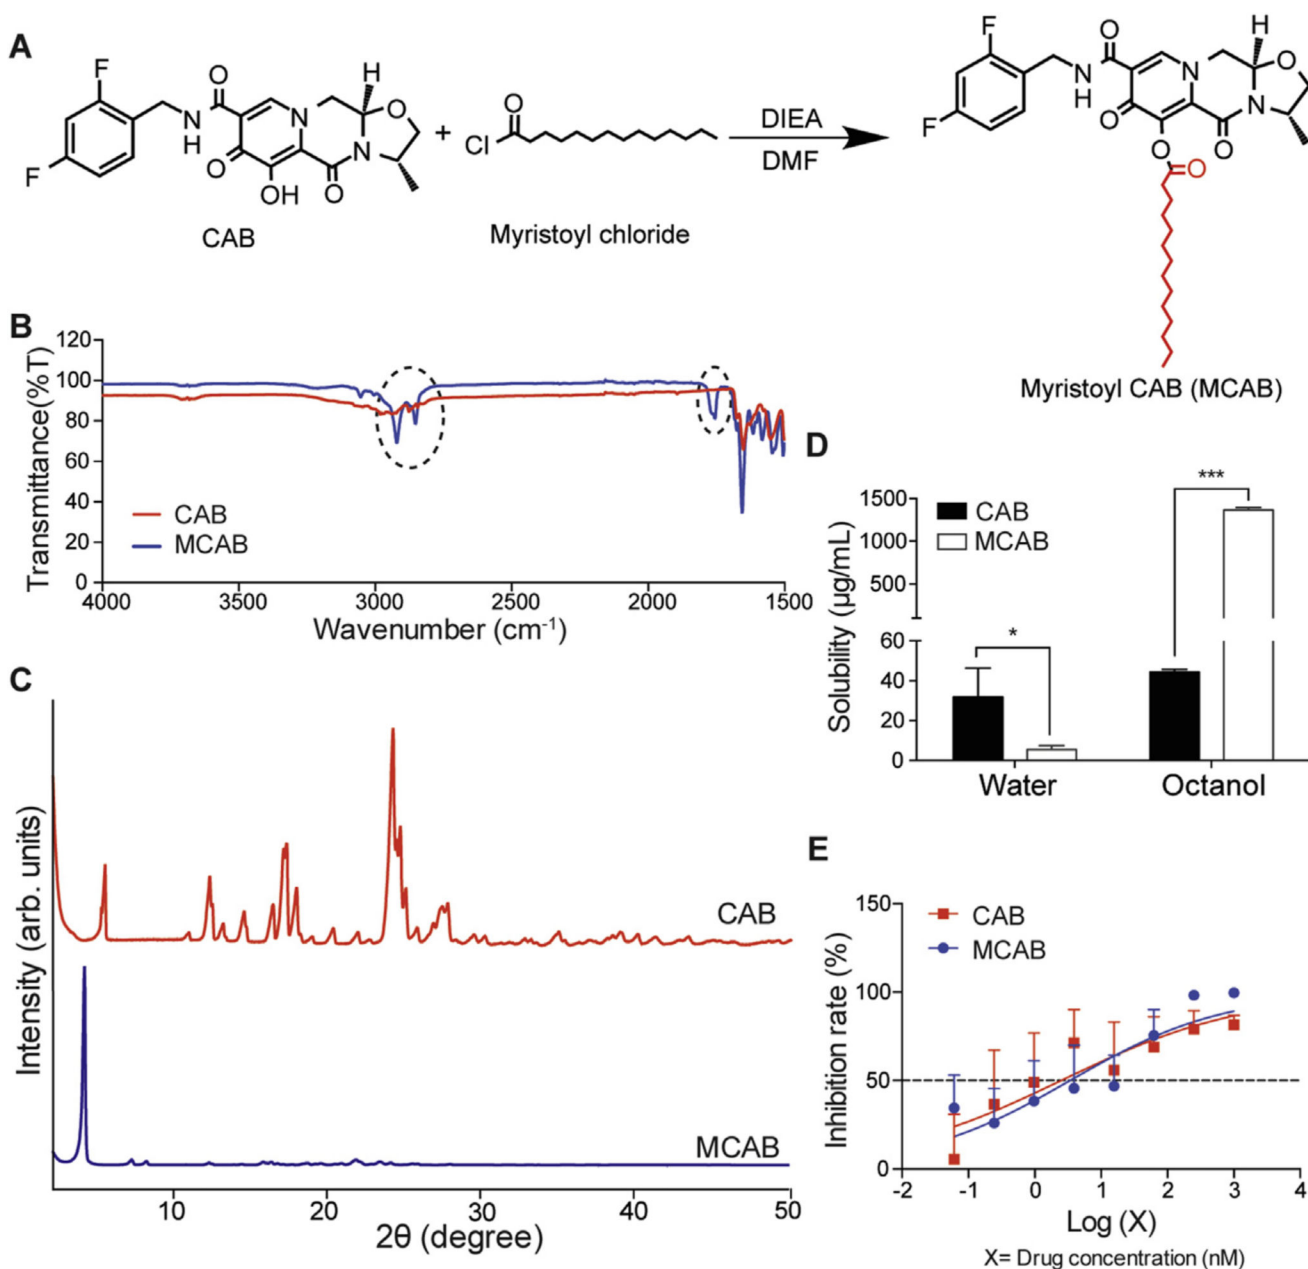 A
F
F
O
N
H
O
OH
N
O
H
O
N
CAB
+
O
Cl
Myristoyl chloride
DIEA
DMF
F
F
O
N
H
O
N
H
O
N
O
O
O
Myristoyl CAB (MCAB)
B
Transmittance(%T)
120
100
80
60
40
20
0
CAB
MCAB
4000 3500 3000 2500 2000 1500
Wavenumber (cm⁻¹)
C
Intensity (arb. units)
CAB
MCAB
10 20 30 40 50
2θ (degree)
D
Solubility (µg/mL)
1500
1000
500
60
40
20
0
CAB
MCAB
*
***
Water Octanol
E
Inhibition rate (%)
150
100
50
0
CAB
MCAB
-2 -1 0 1 2 3 4
Log (X)
X= Drug concentration (nM)